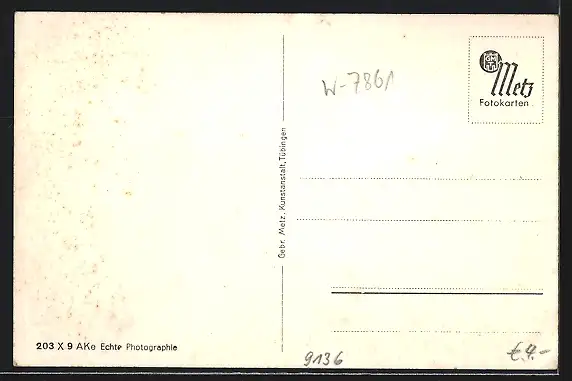 W-7861
Metz
Fotokarten
Gebr. Metz, Kunstanstalt, Tübingen
203 X 9 AKe Echte Photographie
9136
€ 4.-